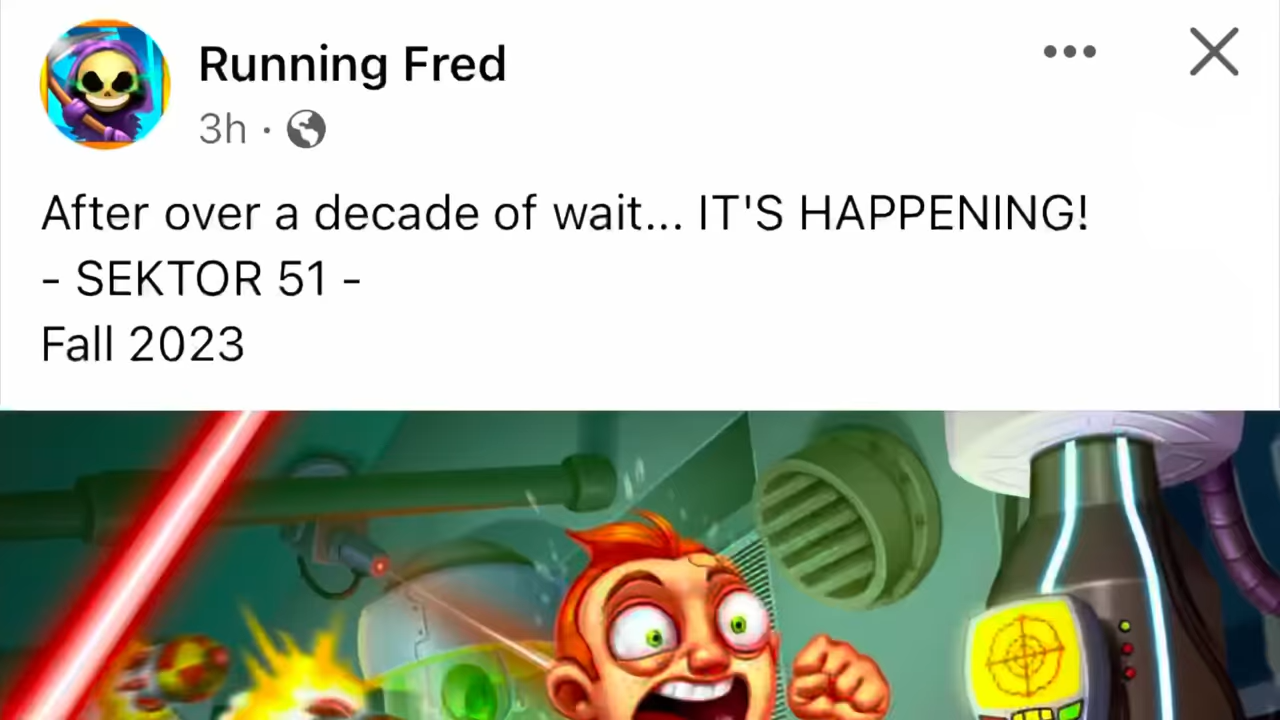 Running Fred
3h ·
After over a decade of wait... IT'S HAPPENING!
- SEKTOR 51 -
Fall 2023